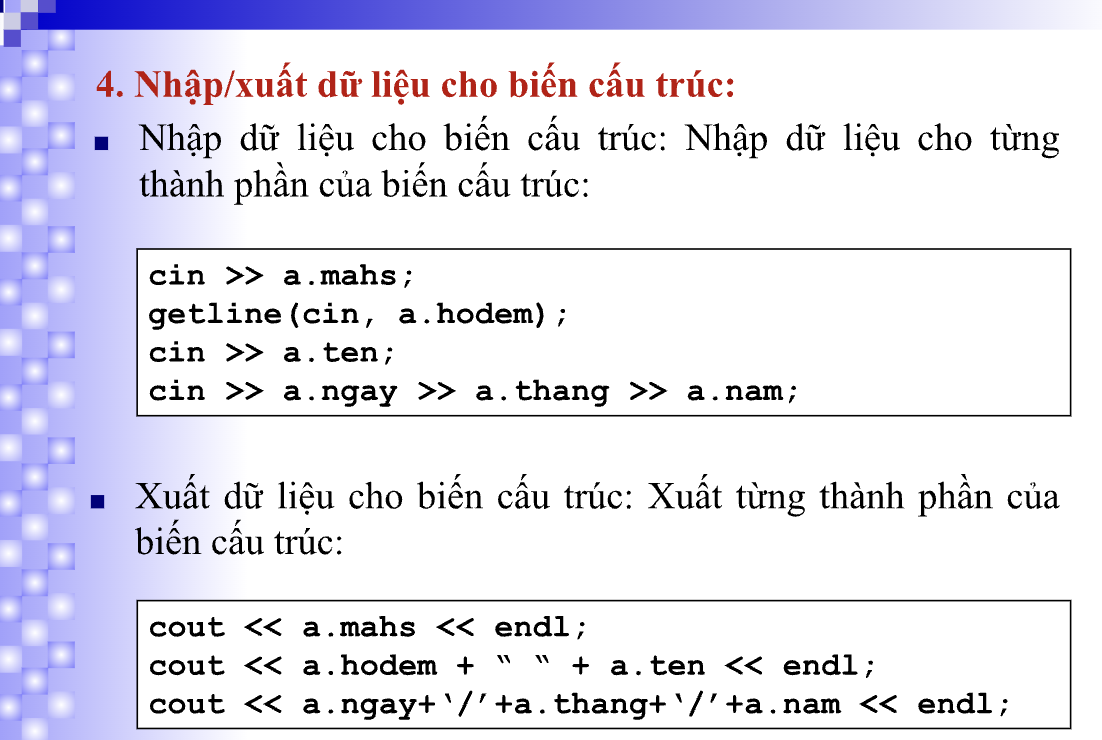 4. Nhập/xuất dữ liệu cho biến cấu trúc:
Nhập dữ liệu cho biến cấu trúc: Nhập dữ liệu cho từng
thành phần của biến cấu trúc:
cin >> a.mahs;
getline(cin, a.hodem);
cin >> a.ten;
cin >> a.ngay >> a.thang >> a.nam;
Xuất dữ liệu cho biến cấu trúc: Xuất từng thành phần của
biến cấu trúc:
cout << a.mahs << endl;
cout << a.hodem + “ “ + a.ten << endl;
cout << a.ngay+‘/’+a.thang+‘/’+a.nam << endl;